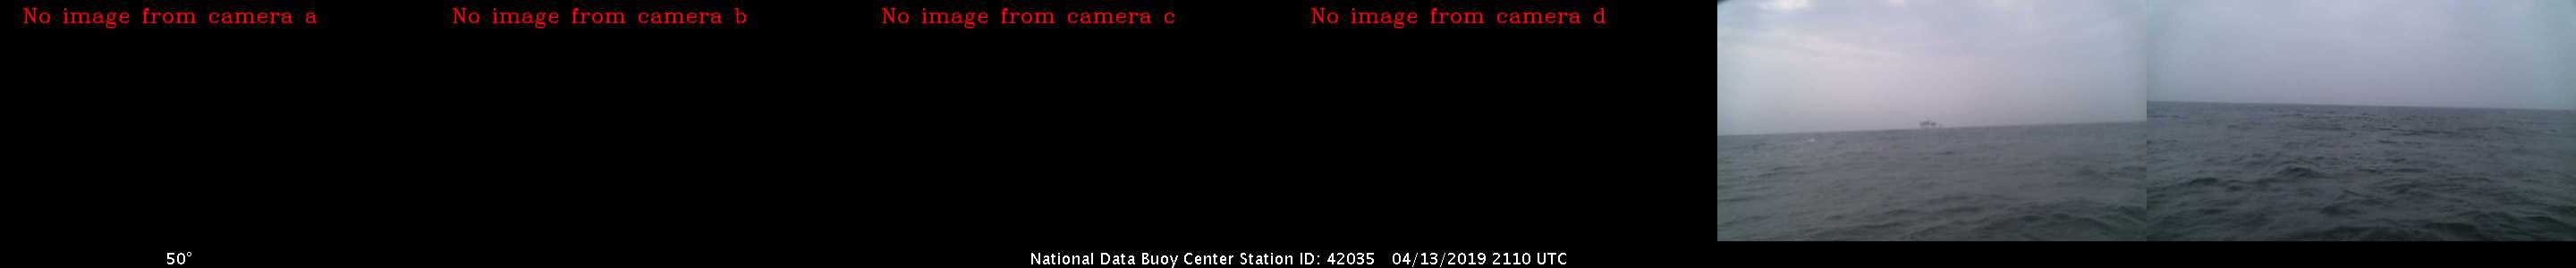 No image from camera a
No image from camera b
No image from camera c
No image from camera d
50°
National Data Buoy Center Station ID: 42035 04/13/2019 2110 UTC